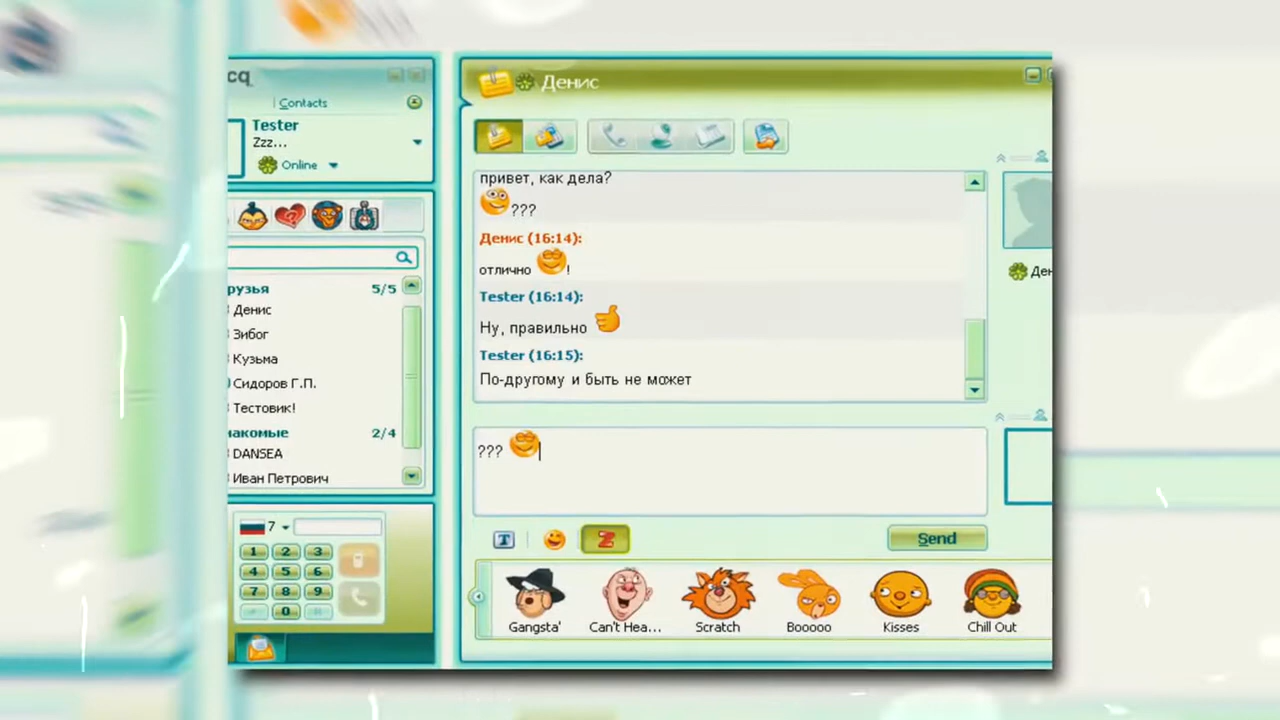 cq
Contacts
Tester
Zzz...
Online
рузья 5/5
Денис
Зибог
Кузьма
Сидоров Г.П.
Тестовик!
накомые 2/4
DANSEA
Иван Петрович
7
1 2 3
4 5 6
7 8 9
0
Денис
привет, как дела?
???
Денис (16:14):
отлично !
Tester (16:14):
Ну, правильно
Tester (16:15):
По-другому и быть не может
Ден
???
T
Z
Send
Gangsta' Can't Hea... Scratch Booooo Kisses Chill Out